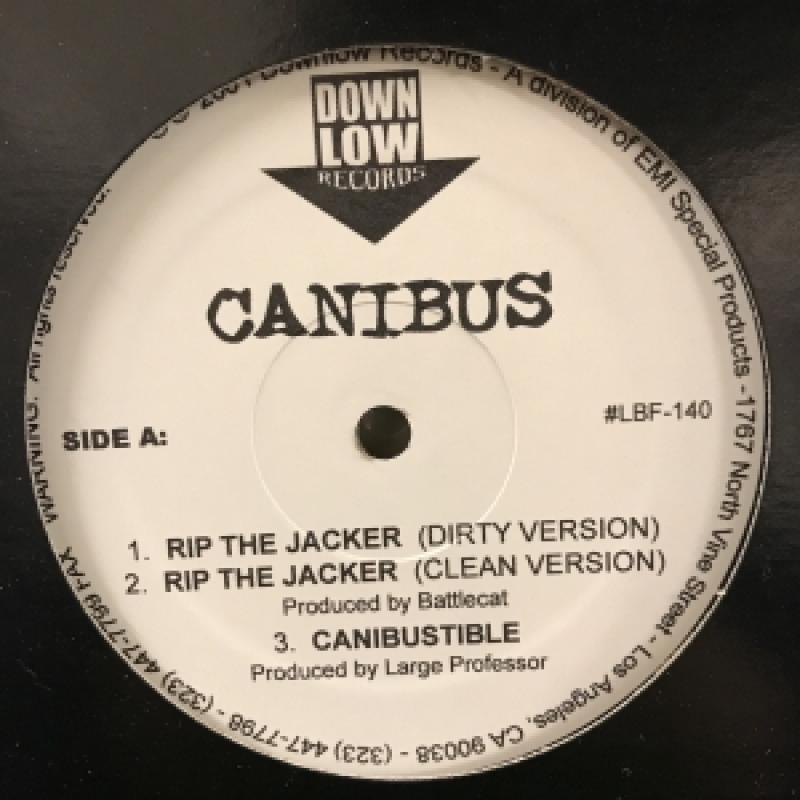 DOWN
LOW
RECORDS
CANIBUS
SIDE A:
#LBF-140
1. RIP THE JACKER (DIRTY VERSION)
2. RIP THE JACKER (CLEAN VERSION)
Produced by Battlecat
3. CANIBUSTIBLE
Produced by Large Professor
2001 Downlow Records - A division of EMI Special Products - 1767 North Vine Street - Los Angeles, CA 90038 - (323) 447-7798 - (323) 447-7799 FAX WARNING: All rights reserved.